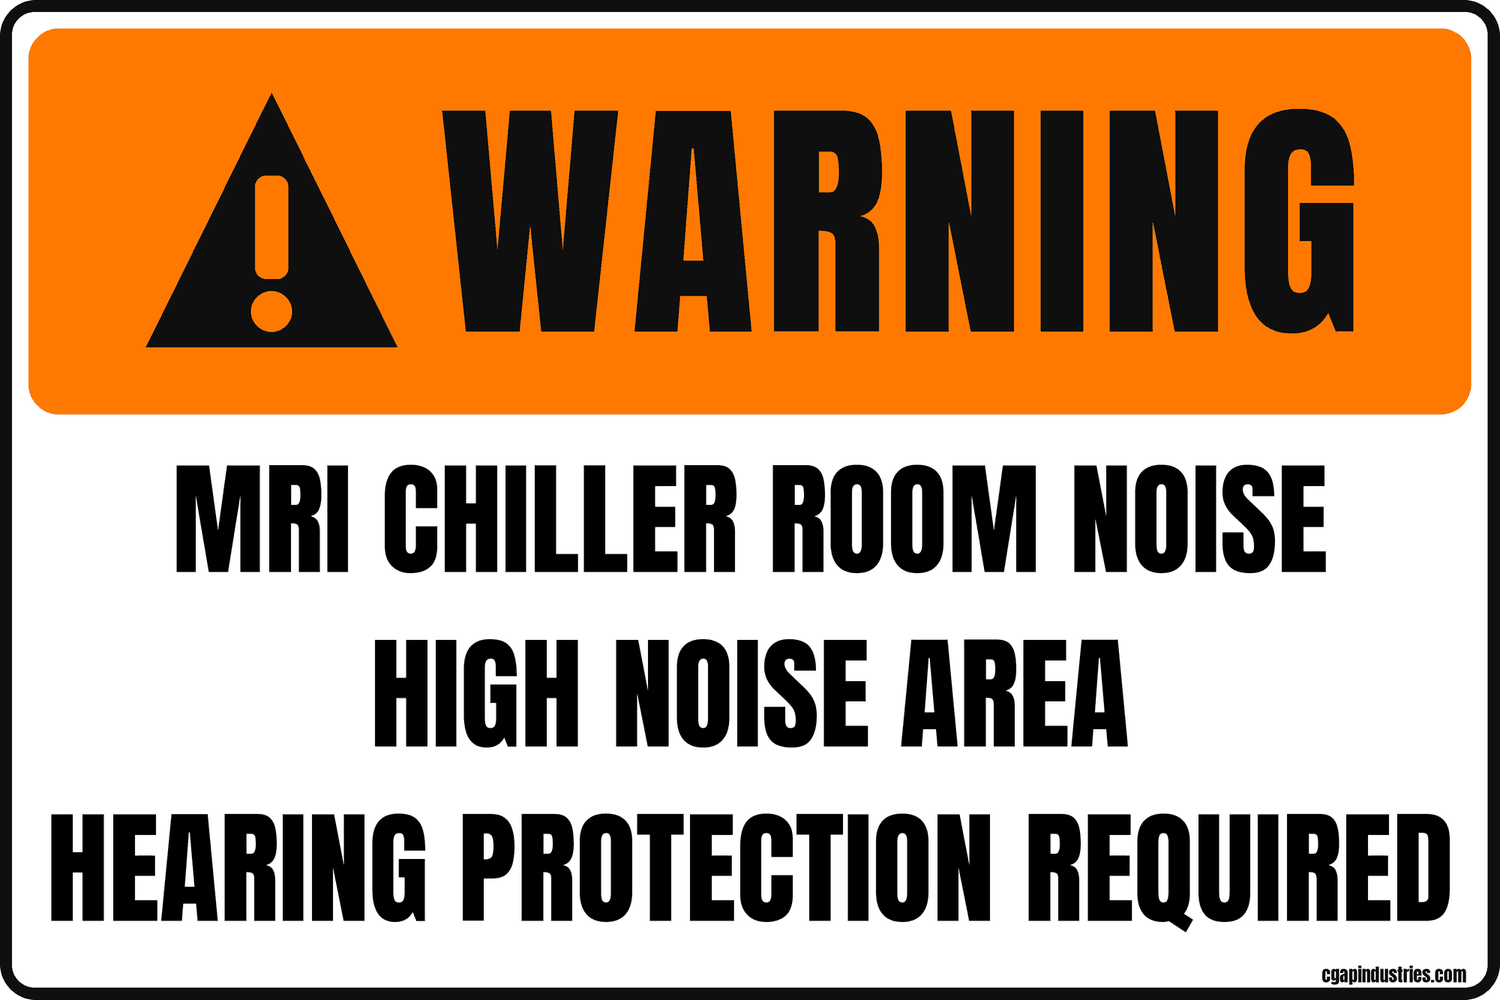 WARNING
MRI CHILLER ROOM NOISE
HIGH NOISE AREA
HEARING PROTECTION REQUIRED
cgapindustries.com